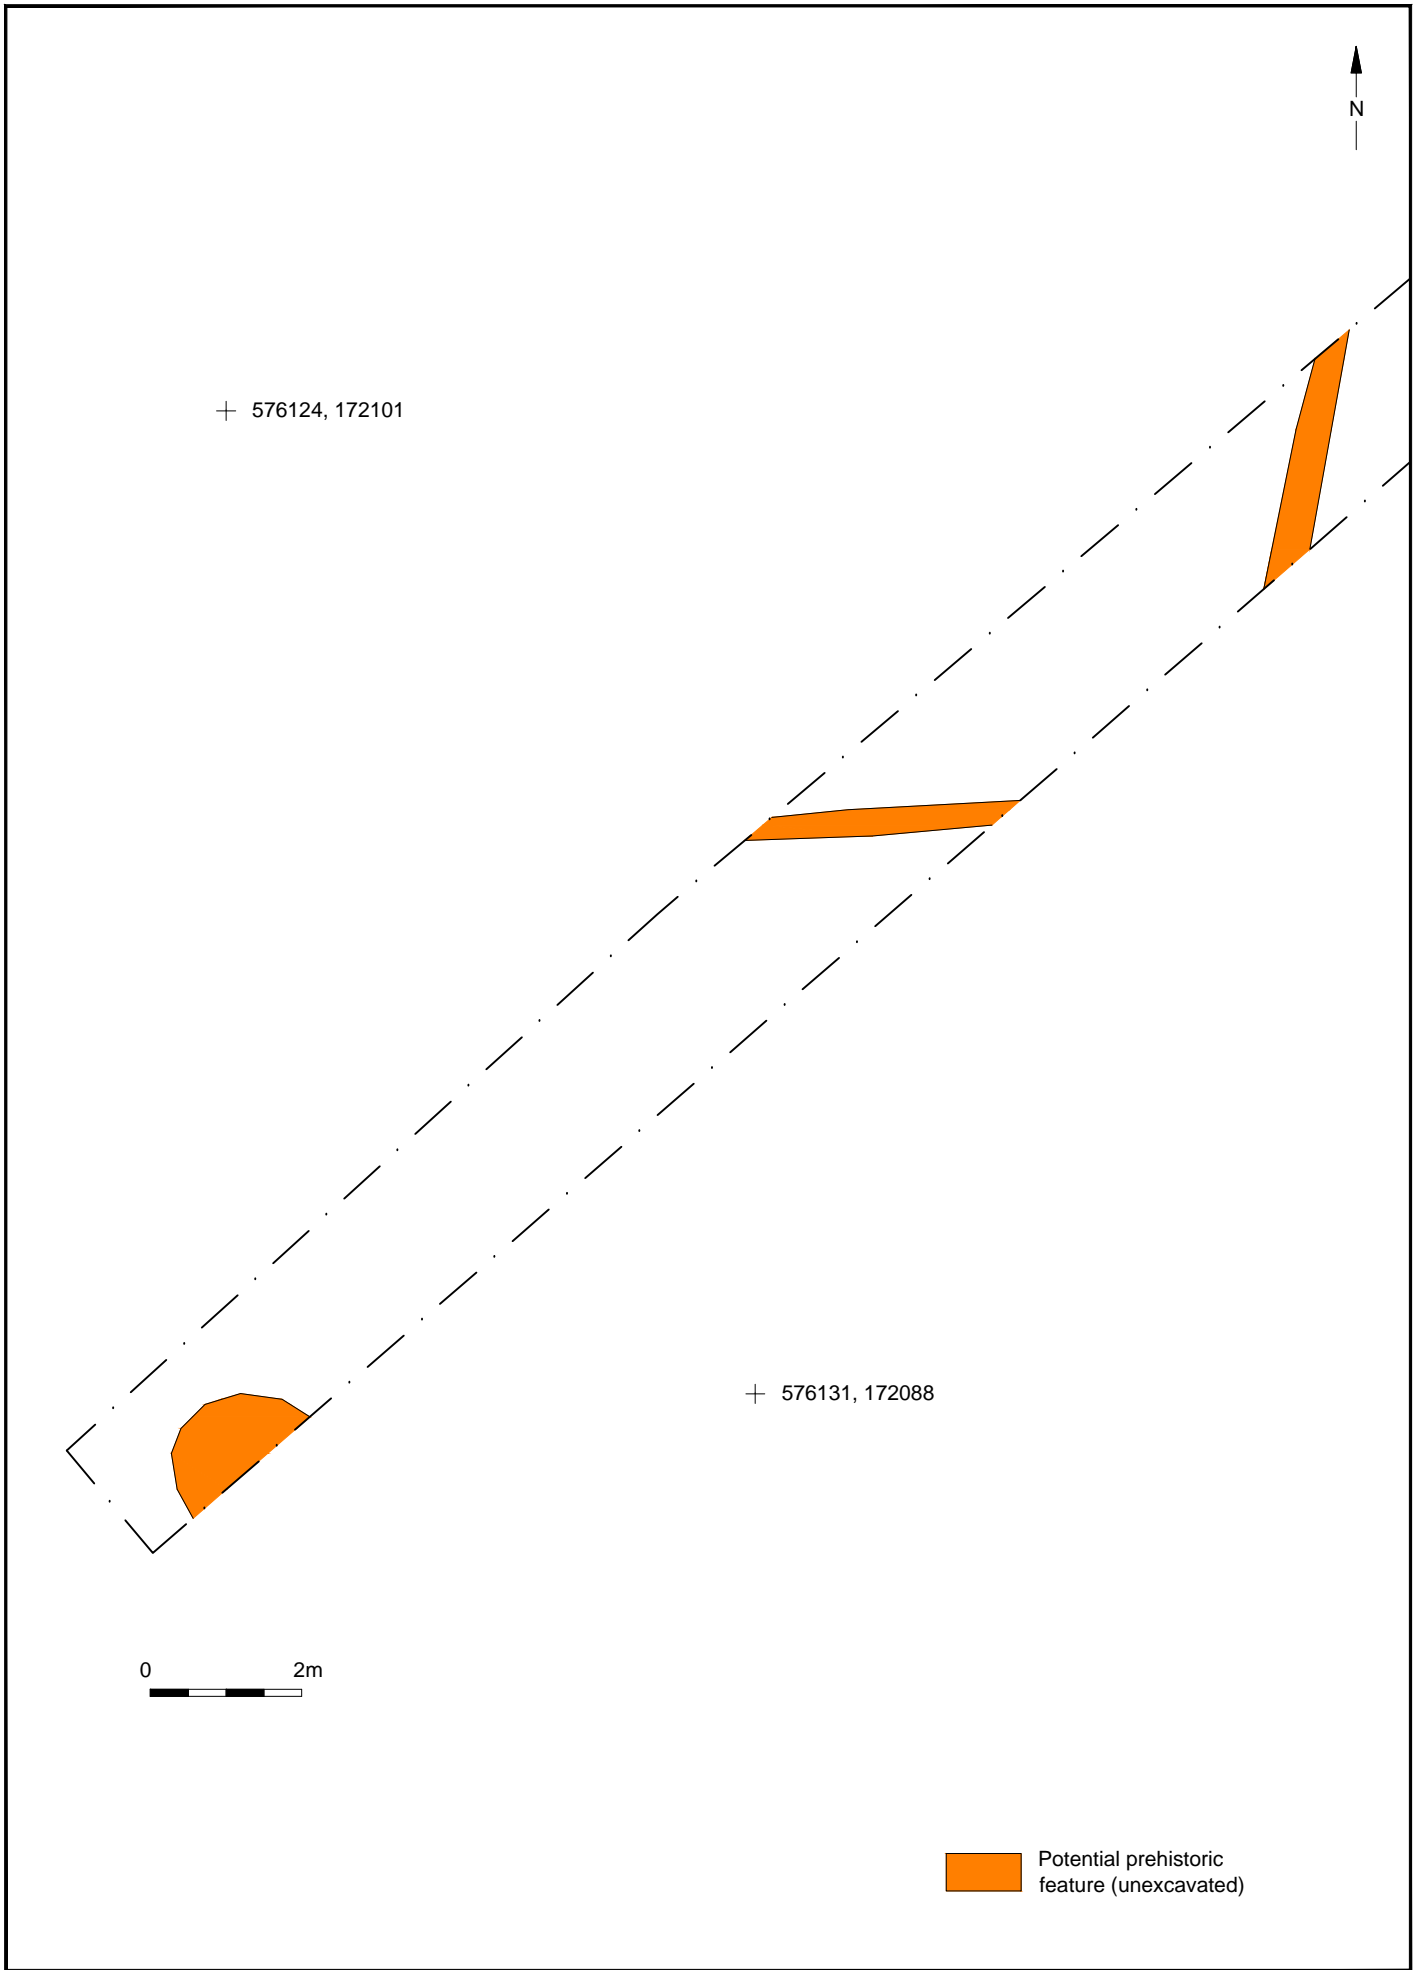 N
576124, 172101
576131, 172088
0 2m
Potential prehistoric
feature (unexcavated)